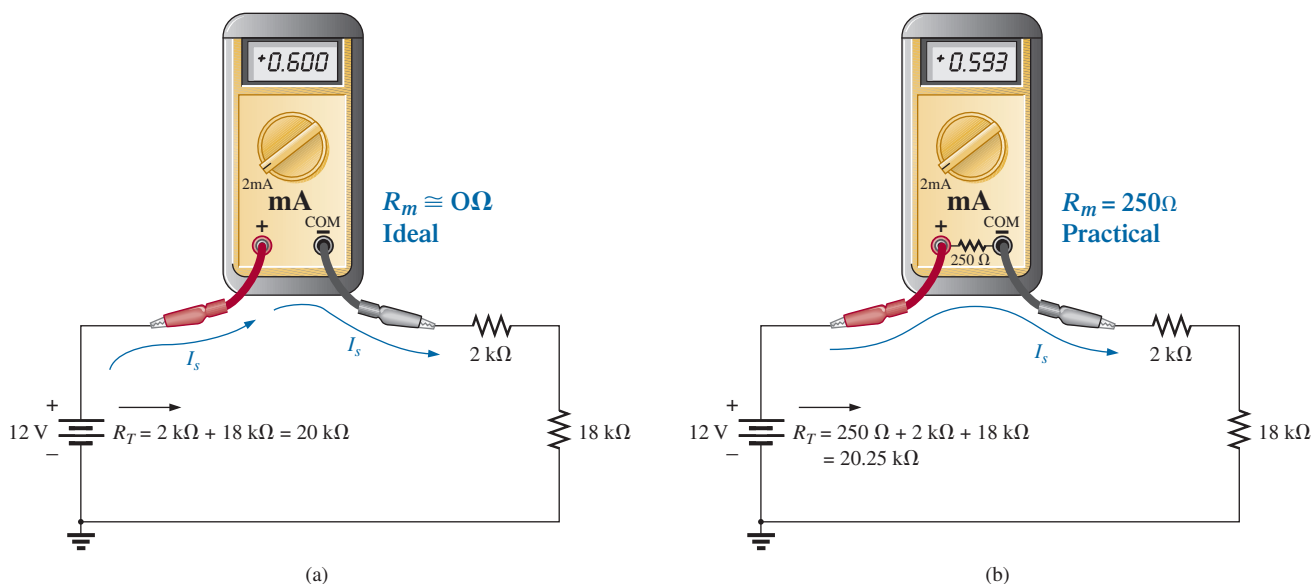 +0.600
2mA
mA
+
COM
−
R_m ≅ OΩ
Ideal
I_s
I_s
2 kΩ
+
12 V
−
R_T = 2 kΩ + 18 kΩ = 20 kΩ
18 kΩ
(a)
+0.593
2mA
mA
+
COM
−
250 Ω
R_m = 250Ω
Practical
I_s
2 kΩ
+
12 V
−
R_T = 250 Ω + 2 kΩ + 18 kΩ
= 20.25 kΩ
18 kΩ
(b)